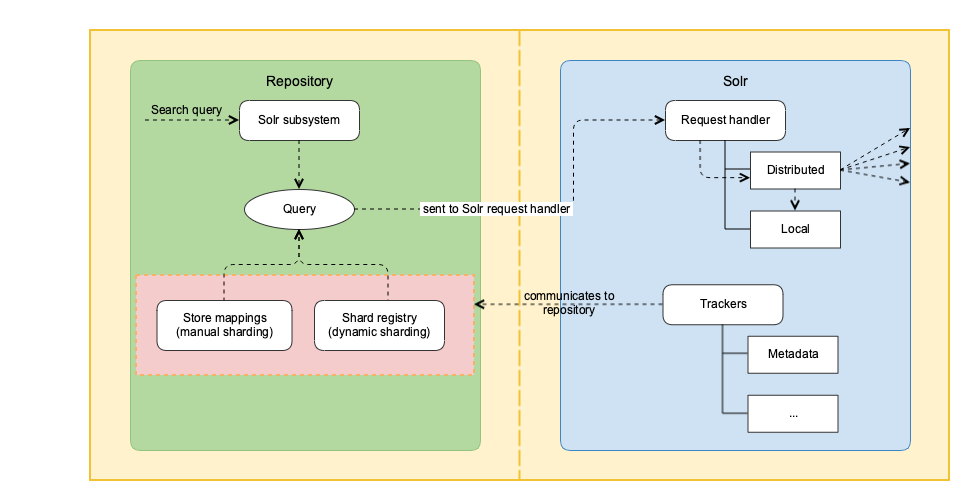 Repository
Search query
Solr subsystem
Query
sent to Solr request handler
Store mappings
(manual sharding)
Shard registry
(dynamic sharding)
Solr
Request handler
Distributed
Local
communicates to
repository
Trackers
Metadata
...